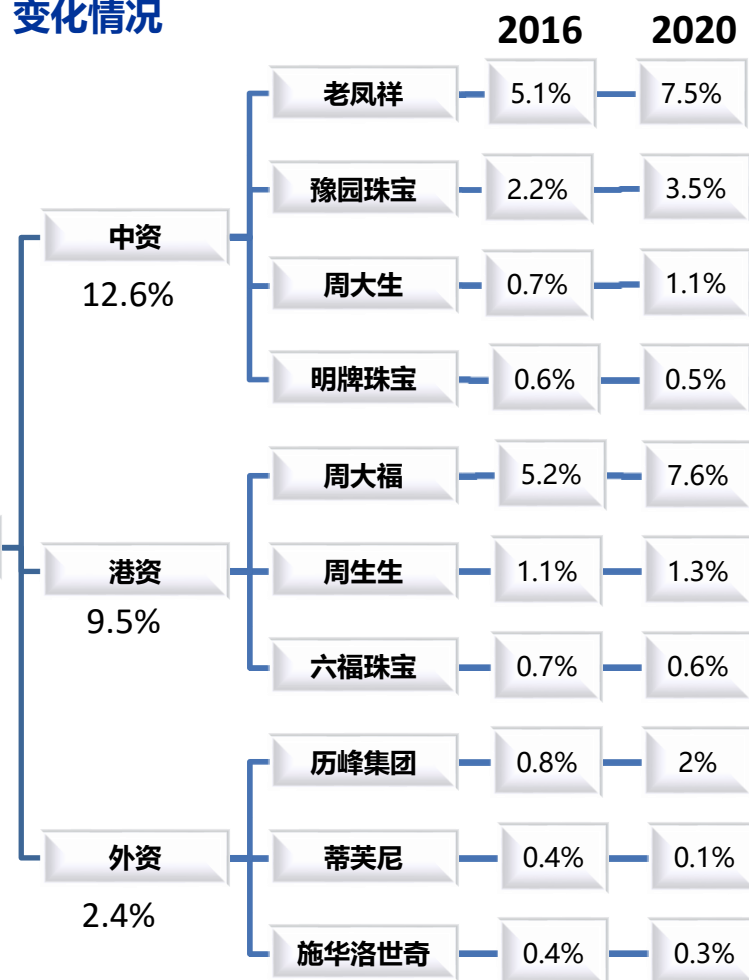 变化情况
2016 2020
老凤祥 5.1% 7.5%
豫园珠宝 2.2% 3.5%
中资
12.6%
周大生 0.7% 1.1%
明牌珠宝 0.6% 0.5%
周大福 5.2% 7.6%
港资
9.5%
周生生 1.1% 1.3%
六福珠宝 0.7% 0.6%
历峰集团 0.8% 2%
外资
2.4%
蒂芙尼 0.4% 0.1%
施华洛世奇 0.4% 0.3%